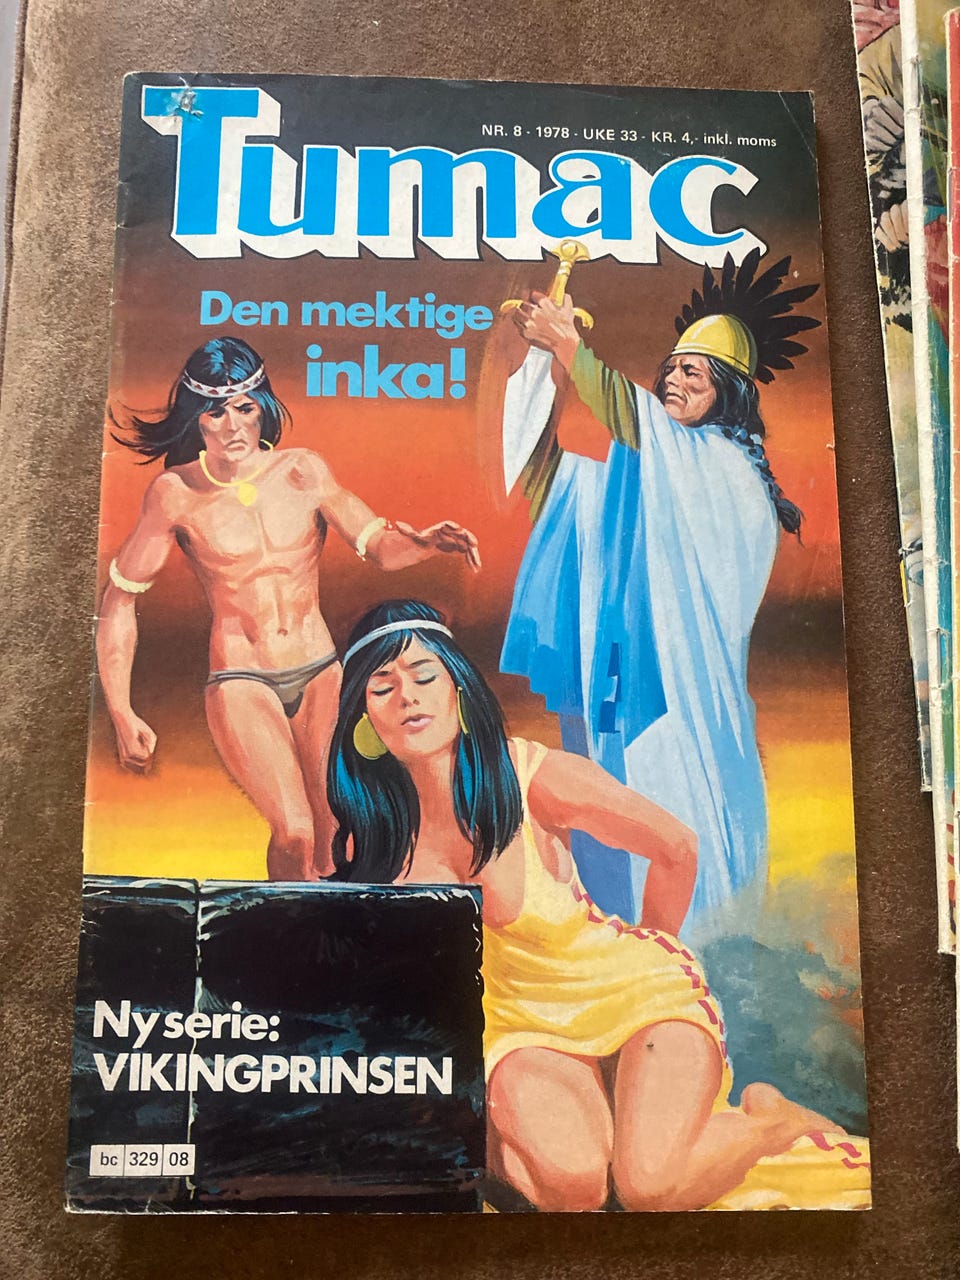 Tumac
NR. 8 - 1978 - UKE 33 - KR. 4,- inkl. moms
Den mektige
inka!
Ny serie:
VIKINGPRINSEN
bc 329 08